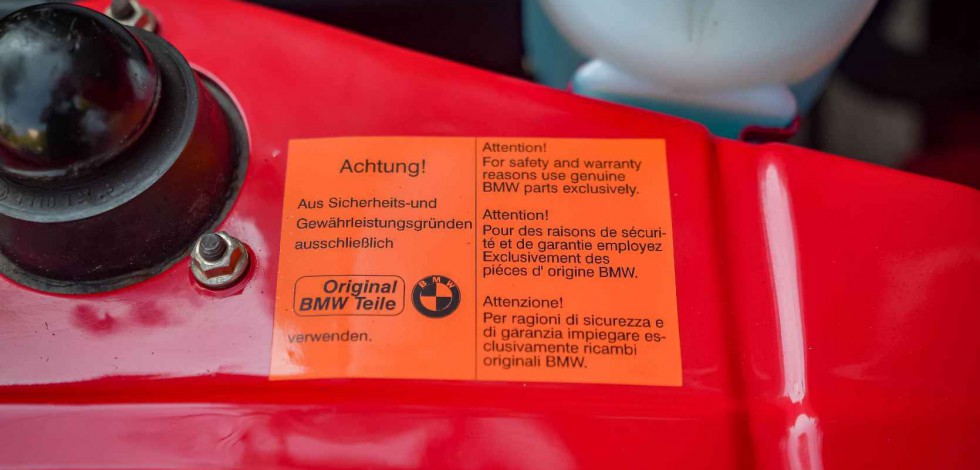 Achtung!
Aus Sicherheits-und
Gewährleistungsgründen
ausschließlich
Original
BMW Teile
BMW
verwenden.
Attention!
For safety and warranty
reasons use genuine
BMW parts exclusively.
Attention!
Pour des raisons de sécuri-
té et de garantie employez
Exclusivement des
piéces d' origine BMW.
Attenzione!
Per ragioni di sicurezza e
di garanzia impiegare es-
clusivamente ricambi
originali BMW.